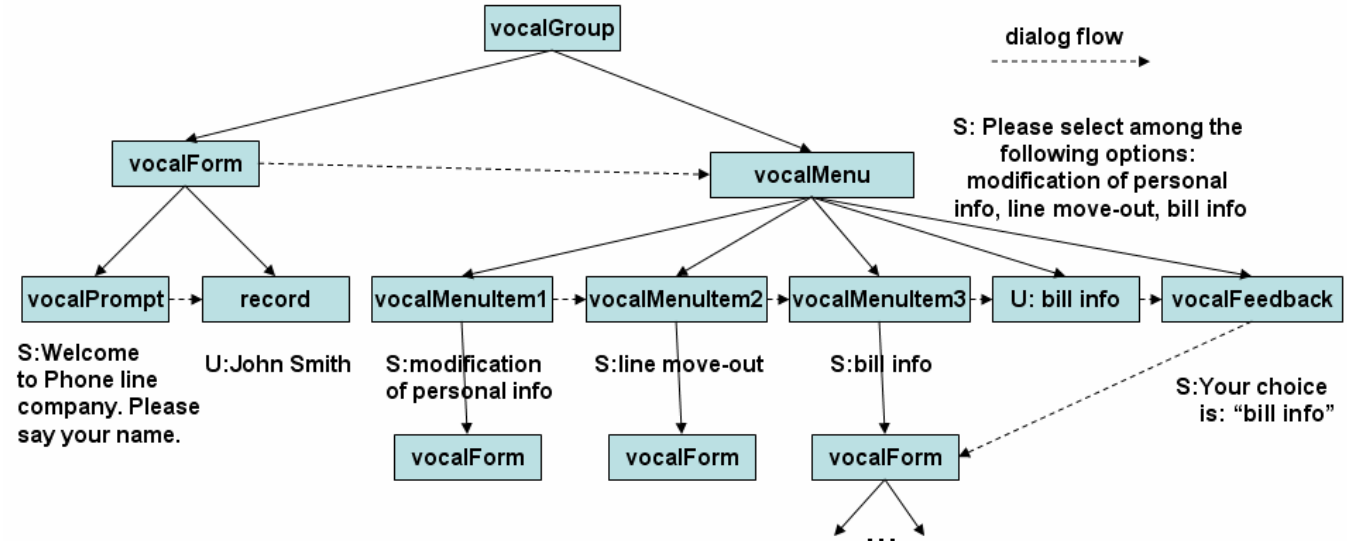 vocalGroup
dialog flow
S: Please select among the
following options:
modification of personal
info, line move-out, bill info
vocalForm
vocalMenu
vocalPrompt
record
vocalMenuItem1
vocalMenuItem2
vocalMenuItem3
U: bill info
vocalFeedback
S:Welcome
to Phone line
company. Please
say your name.
U:John Smith
S:modification
of personal info
S:line move-out
S:bill info
S:Your choice
is: “bill info”
vocalForm
vocalForm
vocalForm
...